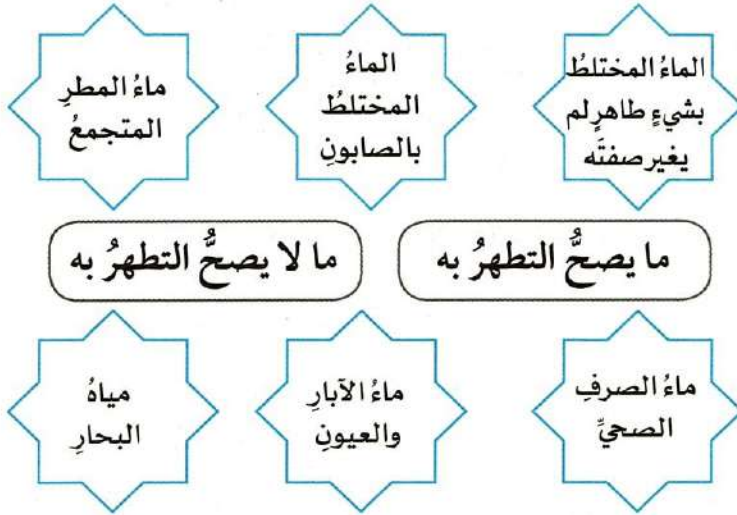 الماءُ المختلطُ
بشيءٍ طاهرٍ لم
يغير صفتَه
الماءُ
المختلطُ
بالصابونِ
ماءُ المطرِ
المتجمعُ
ما يصحُّ التطهرُ به
ما لا يصحُّ التطهرُ به
ماءُ الصرفِ
الصحيِّ
ماءُ الآبارِ
والعيونِ
مياهُ
البحارِ